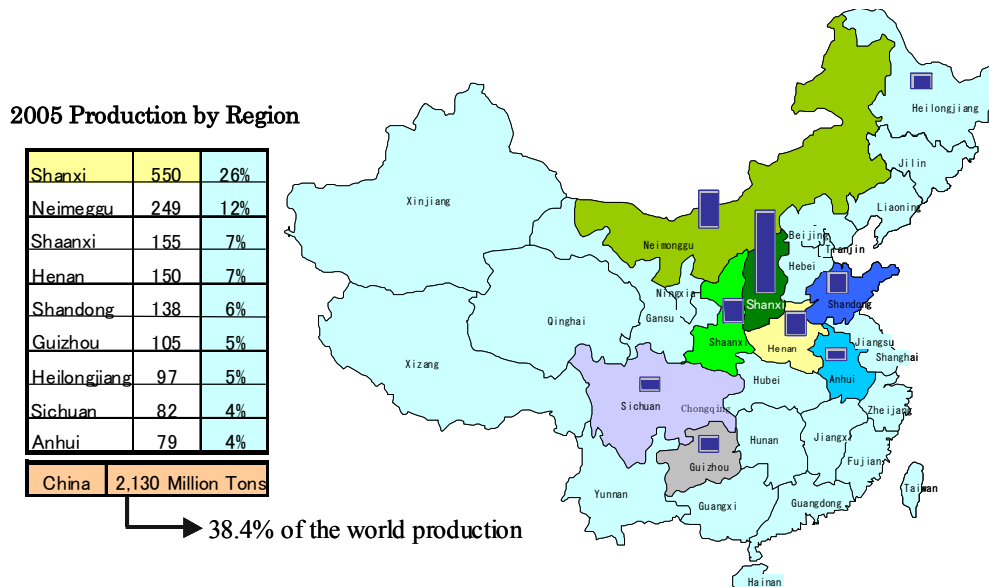 2005 Production by Region
Shanxi 550 26%
Neimeggu 249 12%
Shaanxi 155 7%
Henan 150 7%
Shandong 138 6%
Guizhou 105 5%
Heilongjiang 97 5%
Sichuan 82 4%
Anhui 79 4%
China 2,130 Million Tons
38.4% of the world production
Heilongjiang
Jilin
Liaoning
Xinjiang
Beijing
Neimonggu
Tianjin
Hebei
Ningxia
Shanxi
Shandong
Gansu
Qinghai
Shaanxi
Henan
Jiangsu
Shanghai
Xizang
Anhui
Hubei
Sichuan
Chongqing
Zheijang
Hunan
Jiangxi
Guizhou
Fujian
Taiwan
Yunnan
Guangxi
Guangdong
Hainan